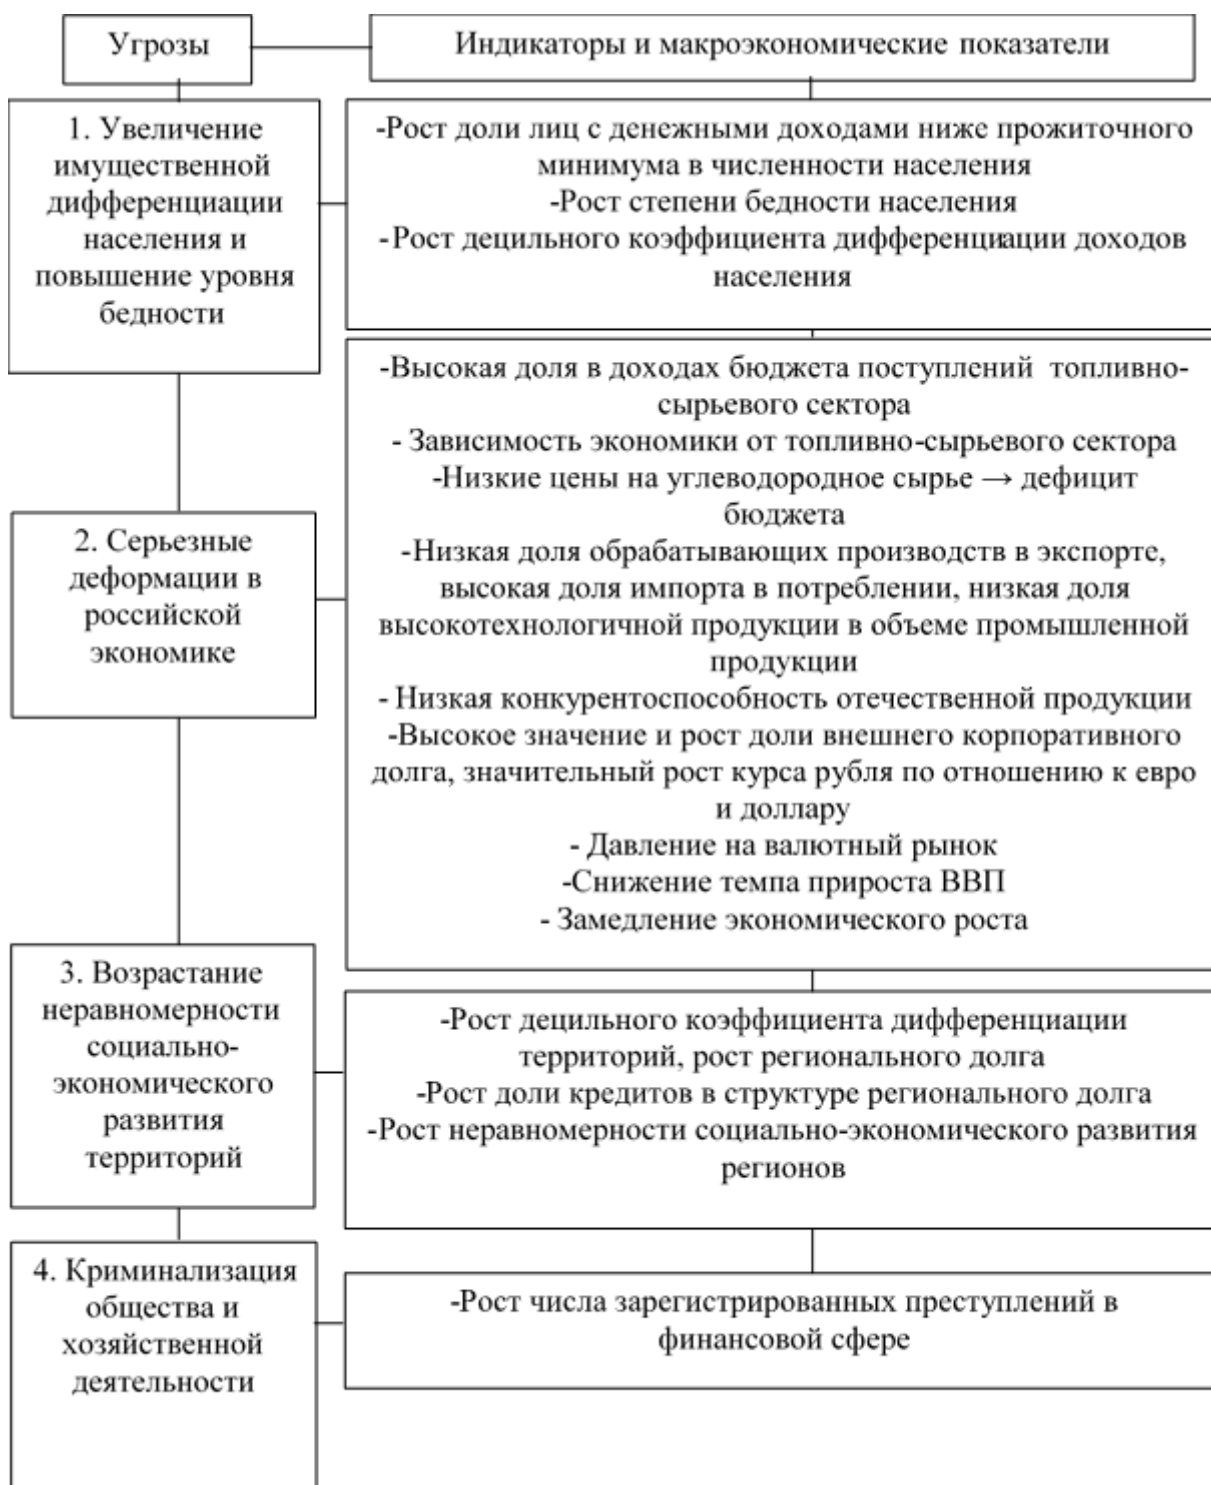 Угрозы
Индикаторы и макроэкономические показатели
1. Увеличение
имущественной
дифференциации
населения и
повышение уровня
бедности
-Рост доли лиц с денежными доходами ниже прожиточного
минимума в численности населения
-Рост степени бедности населения
-Рост децильного коэффициента дифференциации доходов
населения
2. Серьезные
деформации в
российской
экономике
-Высокая доля в доходах бюджета поступлений топливно-
сырьевого сектора
- Зависимость экономики от топливно-сырьевого сектора
-Низкие цены на углеводородное сырье → дефицит
бюджета
-Низкая доля обрабатывающих производств в экспорте,
высокая доля импорта в потреблении, низкая доля
высокотехнологичной продукции в объеме промышленной
продукции
- Низкая конкурентоспособность отечественной продукции
-Высокое значение и рост доли внешнего корпоративного
долга, значительный рост курса рубля по отношению к евро
и доллару
- Давление на валютный рынок
-Снижение темпа прироста ВВП
- Замедление экономического роста
3. Возрастание
неравномерности
социально-
экономического
развития
территорий
-Рост децильного коэффициента дифференциации
территорий, рост регионального долга
-Рост доли кредитов в структуре регионального долга
-Рост неравномерности социально-экономического развития
регионов
4. Криминализация
общества и
хозяйственной
деятельности
-Рост числа зарегистрированных преступлений в
финансовой сфере